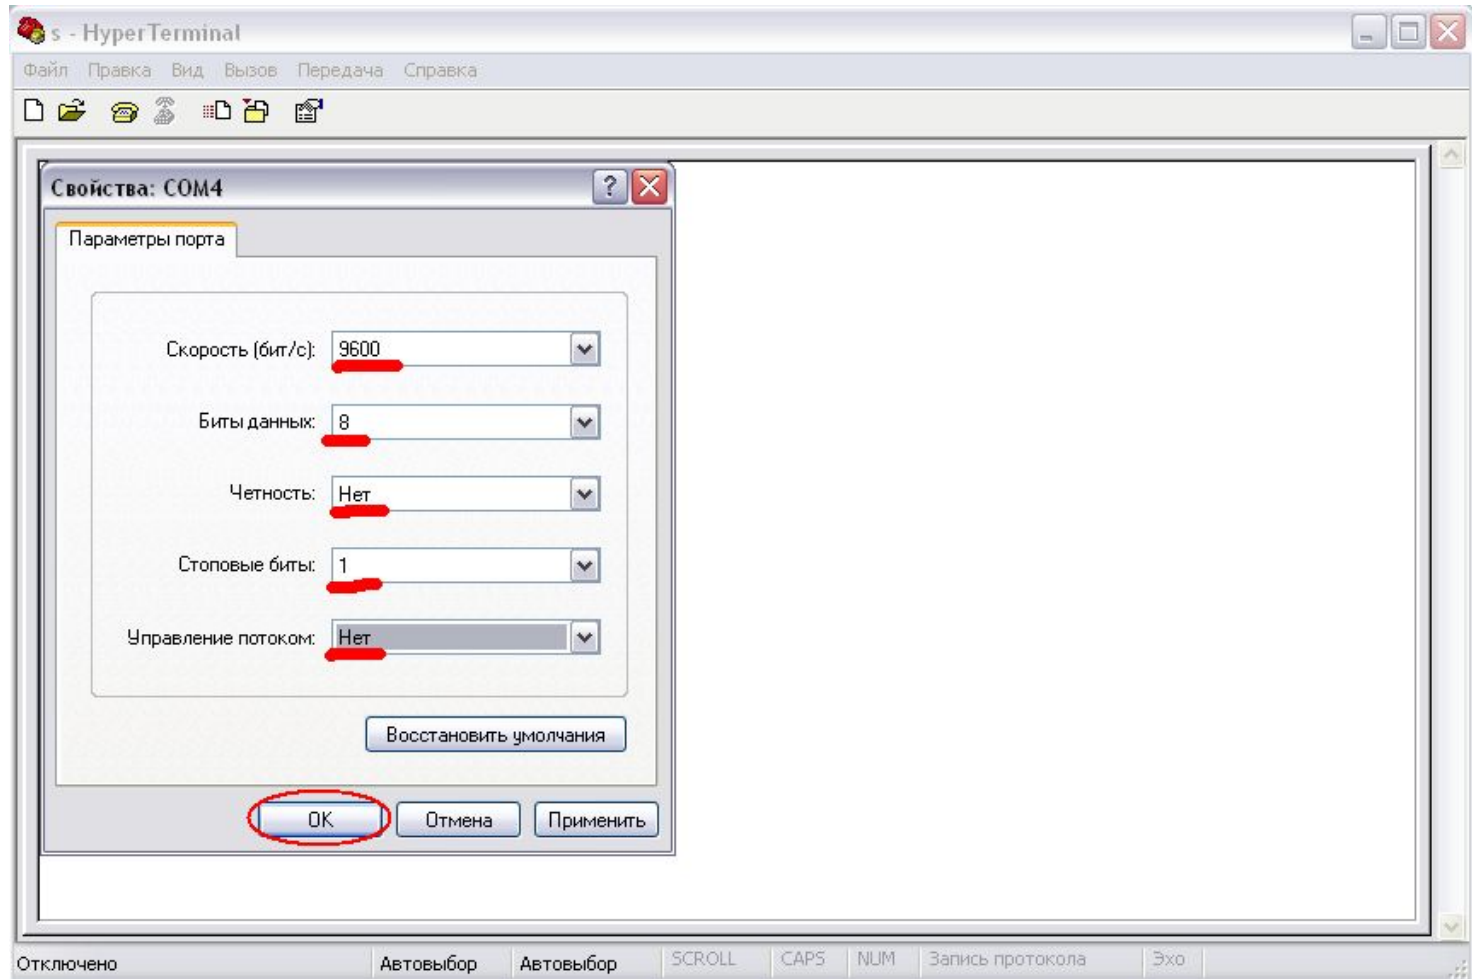 s - HyperTerminal
Файл Правка Вид Вызов Передача Справка
Свойства: COM4
Параметры порта
Скорость (бит/с): 9600
Биты данных: 8
Четность: Нет
Стоповые биты: 1
Управление потоком: Нет
Восстановить умолчания
ОК Отмена Применить
Отключено Автовыбор Автовыбор SCROLL CAPS NUM Запись протокола Эхо